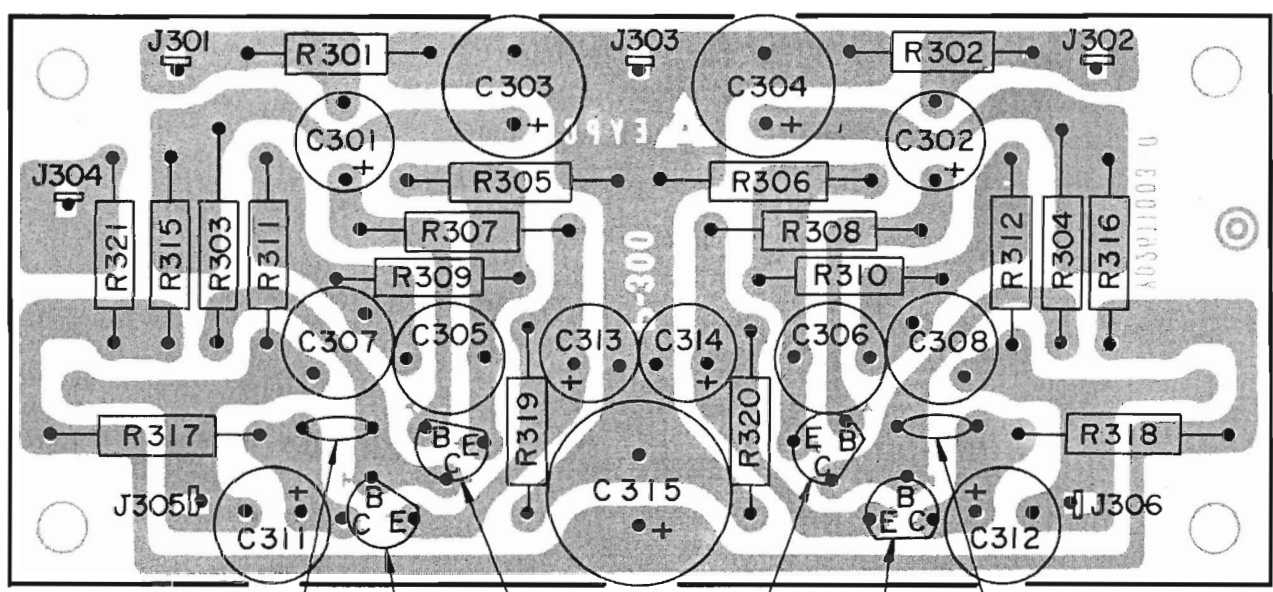 J301 R301 C303 J303 C304 R302 J302
C301 + + + C302 +
J304 R305 R306
R321 R315 R303 R311 R307 R308 R312 R304 R316
R309 R310
-300
C307 C305 C313 C314 C306 C308
+ +
R317 B E C R319 R320 E B C R318
J305 C311 + B C E C315 + B E C + C312 J306